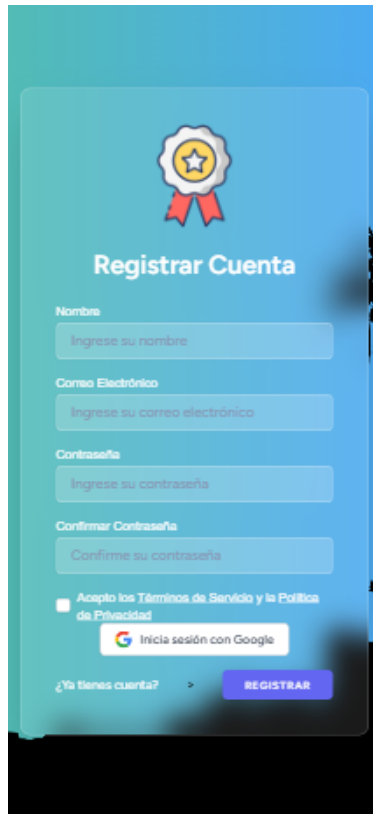 Registrar Cuenta
Nombre
Ingrese su nombre
Correo Electrónico
Ingrese su correo electrónico
Contraseña
Ingrese su contraseña
Confirmar Contraseña
Confirme su contraseña
Acepto los Términos de Servicio y la Política
de Privacidad
Inicia sesión con Google
¿Ya tienes cuenta? > REGISTRAR